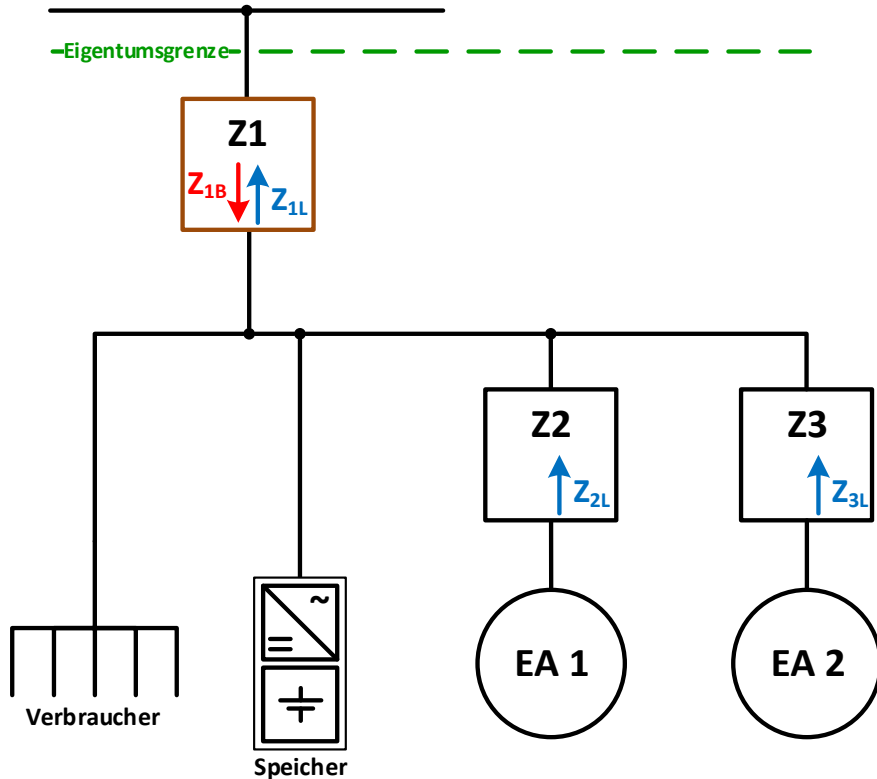 Eigentumsgrenze
Z1
Z1B
Z1L
Z2
Z3
Z2L
Z3L
~
EA 1
EA 2
Verbraucher
Speicher